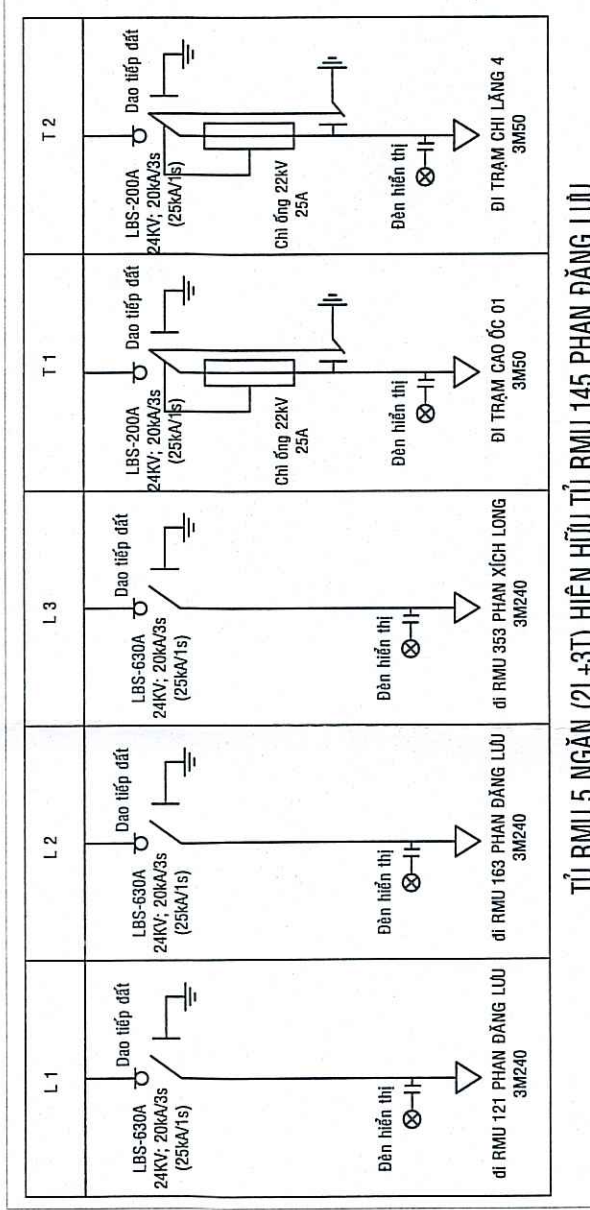 L1
LBS-630A
24KV; 20kA/3s
(25kA/1s)
Dao tiếp đất
Đèn hiển thị
đi RMU 121 PHAN ĐĂNG LƯU
3M240
L2
LBS-630A
24KV; 20kA/3s
(25kA/1s)
Dao tiếp đất
Đèn hiển thị
đi RMU 163 PHAN ĐĂNG LƯU
3M240
L3
LBS-630A
24KV; 20kA/3s
(25kA/1s)
Dao tiếp đất
Đèn hiển thị
đi RMU 353 PHAN XÍCH LONG
3M240
T1
LBS-200A
24KV; 20kA/3s
(25kA/1s)
Dao tiếp đất
Chì ống 22kV
25A
Đèn hiển thị
ĐI TRẠM CAO ỐC 01
3M50
T2
LBS-200A
24KV; 20kA/3s
(25kA/1s)
Dao tiếp đất
Chì ống 22kV
25A
Đèn hiển thị
ĐI TRẠM CHI LĂNG 4
3M50
TỦ RMU 5 NGĂN (2L+3T) HIỆN HỮU TỦ RMU 145 PHAN ĐĂNG LƯU